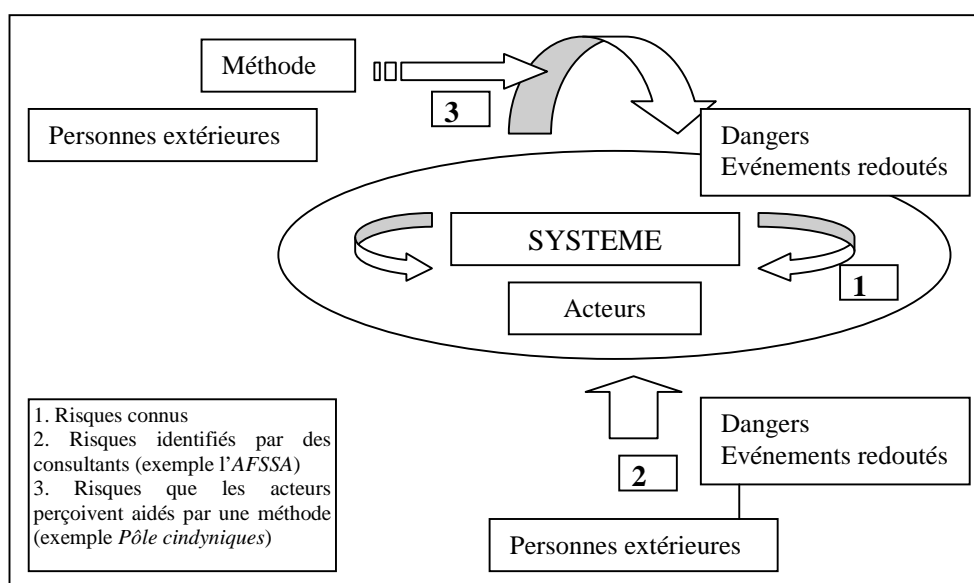 Méthode
3
Personnes extérieures
Dangers
Evénements redoutés
SYSTEME
1
Acteurs
1. Risques connus
2. Risques identifiés par des
consultants (exemple l'AFSSA)
3. Risques que les acteurs
perçoivent aidés par une méthode
(exemple Pôle cindyniques)
Dangers
Evénements redoutés
2
Personnes extérieures